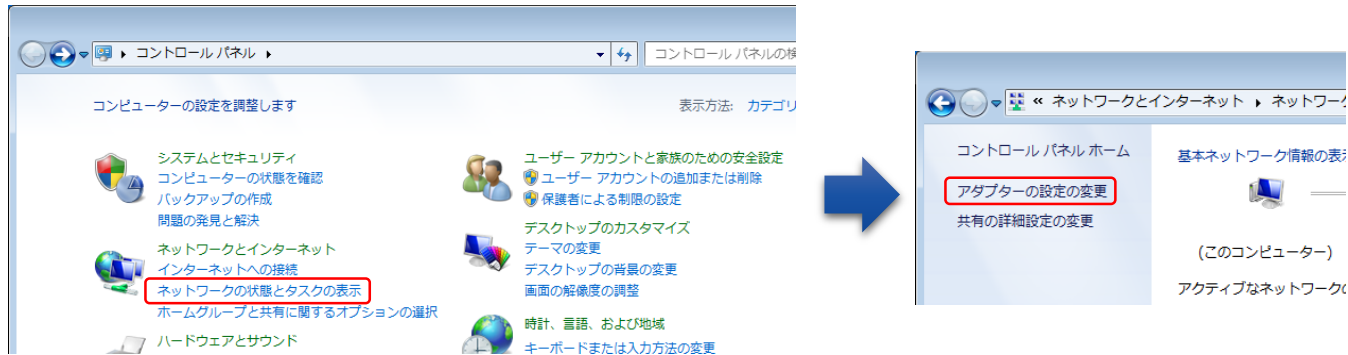 コントロール パネル
コントロール パネルの検
コンピューターの設定を調整します
表示方法: カテゴリ
システムとセキュリティ
コンピューターの状態を確認
バックアップの作成
問題の発見と解決
ネットワークとインターネット
インターネットへの接続
ネットワークの状態とタスクの表示
ホームグループと共有に関するオプションの選択
ハードウェアとサウンド
ユーザー アカウントと家族のための安全設定
ユーザー アカウントの追加または削除
保護者による制限の設定
デスクトップのカスタマイズ
テーマの変更
デスクトップの背景の変更
画面の解像度の調整
時計、言語、および地域
キーボードまたは入力方法の変更
« ネットワークとインターネット ネットワーク
コントロール パネル ホーム
アダプターの設定の変更
共有の詳細設定の変更
基本ネットワーク情報の表示
(このコンピューター)
アクティブなネットワークの